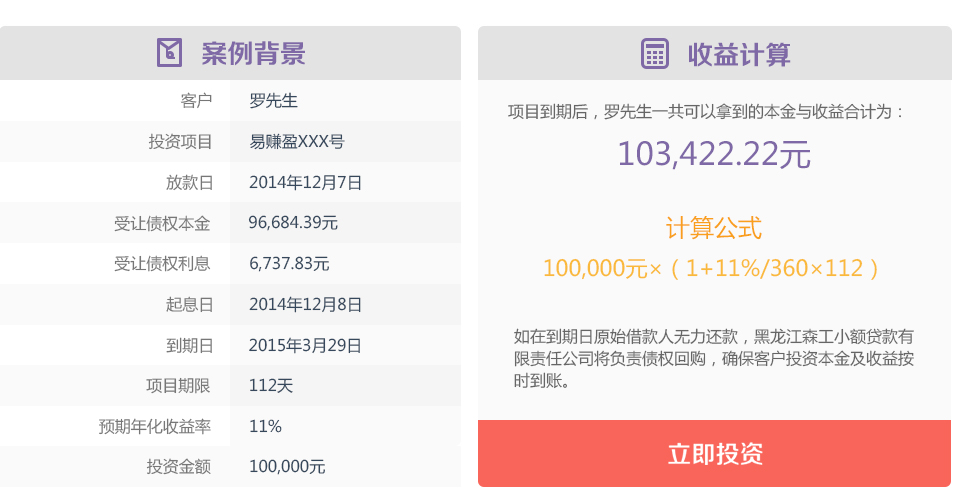 案例背景
客户 罗先生
投资项目 易赚盈XXX号
放款日 2014年12月7日
受让债权本金 96,684.39元
受让债权利息 6,737.83元
起息日 2014年12月8日
到期日 2015年3月29日
项目期限 112天
预期年化收益率 11%
投资金额 100,000元
收益计算
项目到期后，罗先生一共可以拿到的本金与收益合计为：
103,422.22元
计算公式
100,000元×（1+11%/360×112）
如在到期日原始借款人无力还款，黑龙江森工小额贷款有
限责任公司将负责债权回购，确保客户投资本金及收益按
时到账。
立即投资